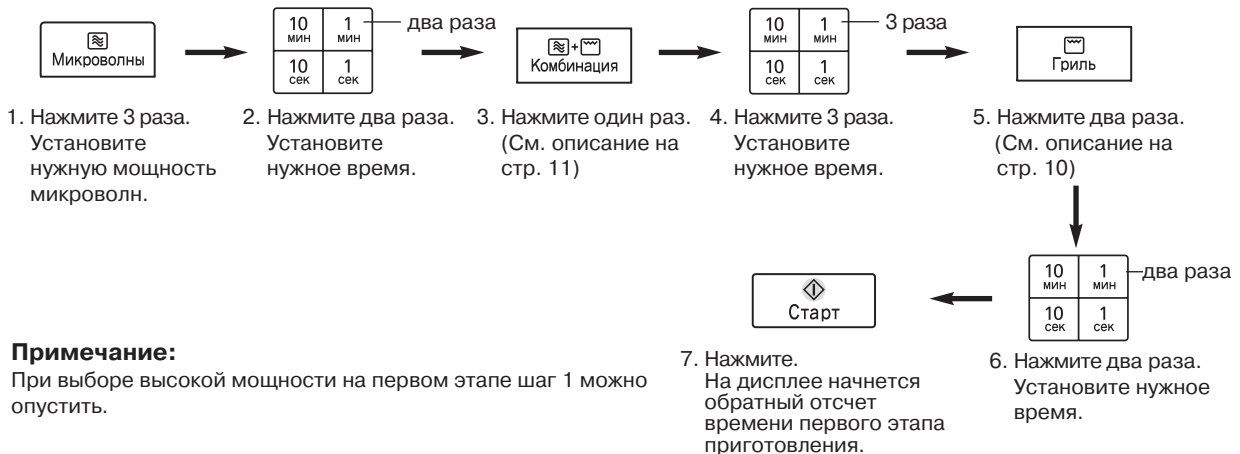 Микроволны
10 мин 1 мин
10 сек 1 сек
два раза
+
Комбинация
10 мин 1 мин
10 сек 1 сек
3 раза
Гриль
1. Нажмите 3 раза.
Установите
нужную мощность
микроволн.
2. Нажмите два раза.
Установите
нужное время.
3. Нажмите один раз.
(См. описание на
стр. 11)
4. Нажмите 3 раза.
Установите
нужное время.
5. Нажмите два раза.
(См. описание на
стр. 10)
10 мин 1 мин
10 сек 1 сек
два раза
6. Нажмите два раза.
Установите нужное
время.
Старт
7. Нажмите.
На дисплее начнется
обратный отсчет
времени первого этапа
приготовления.
Примечание:
При выборе высокой мощности на первом этапе шаг 1 можно
опустить.